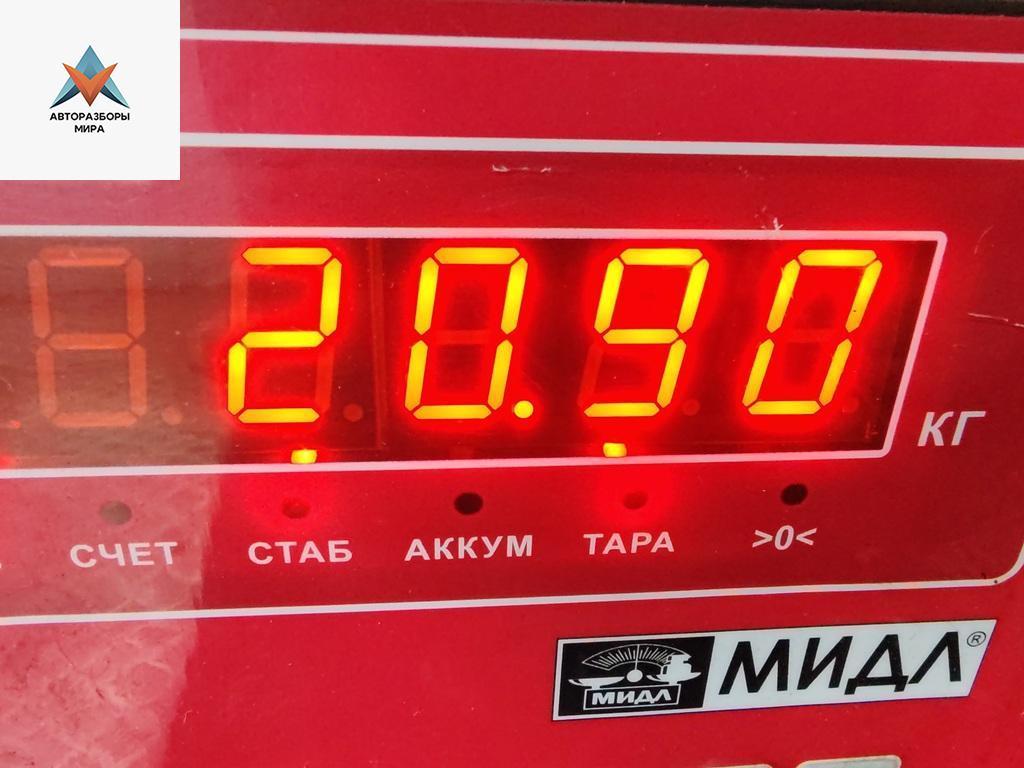 АВТОРАЗБОРЫ
МИРА
20.90
КГ
СЧЕТ СТАБ АККУМ ТАРА >0<
МИДЛ МИДЛ®